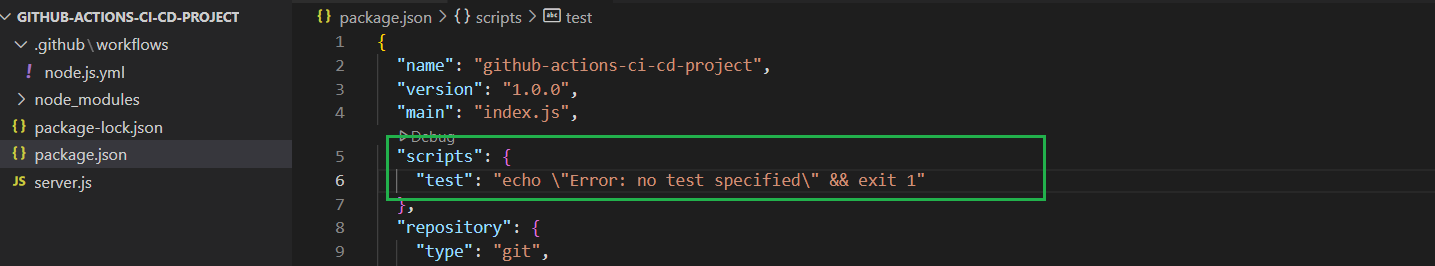 GITHUB-ACTIONS-CI-CD-PROJECT
.github\workflows
! node.js.yml
node_modules
{} package-lock.json
{} package.json
JS server.js
{} package.json > {} scripts > abc test
1 {
2 "name": "github-actions-ci-cd-project",
3 "version": "1.0.0",
4 "main": "index.js",
Debug
5 "scripts": {
6 "test": "echo \"Error: no test specified\" && exit 1"
7 },
8 "repository": {
9 "type": "git",